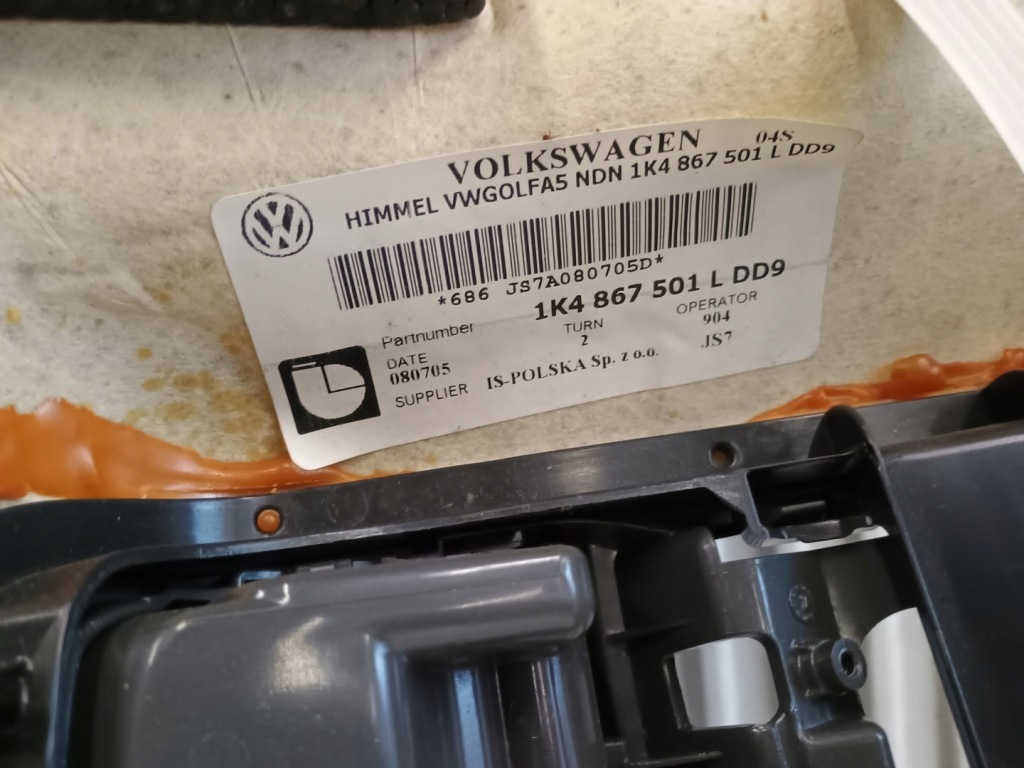 VOLKSWAGEN 04S
HIMMEL VWGOLFA5 NDN 1K4 867 501 L DD9
*686 JS7A080705D*
Partnumber 1K4 867 501 L DD9
DATE TURN OPERATOR
080705 2 904
SUPPLIER IS-POLSKA Sp. z o.o. JS7